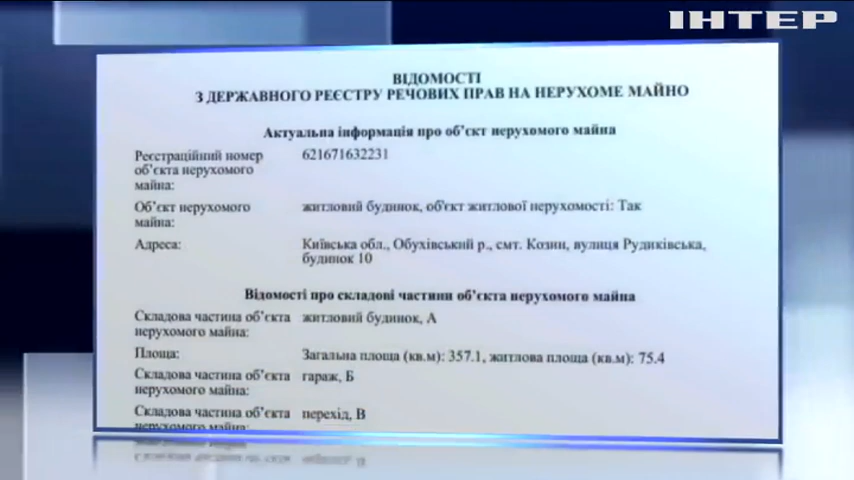 ІНТЕР
ВІДОМОСТІ
З ДЕРЖАВНОГО РЕЄСТРУ РЕЧОВИХ ПРАВ НА НЕРУХОМЕ МАЙНО
Актуальна інформація про об'єкт нерухомого майна
Реєстраційний номер 621671632231
об'єкта нерухомого
майна:
Об'єкт нерухомого житловий будинок, об'єкт житлової нерухомості: Так
майна:
Адреса: Київська обл., Обухівський р., смт. Козин, вулиця Рудиківська,
будинок 10
Відомості про складові частини об'єкта нерухомого майна
Складова частина об'єкта житловий будинок, А
нерухомого майна:
Площа: Загальна площа (кв.м): 357.1, житлова площа (кв.м): 75.4
Складова частина об'єкта гараж, Б
нерухомого майна:
Складова частина об'єкта перехід, В
нерухомого майна: